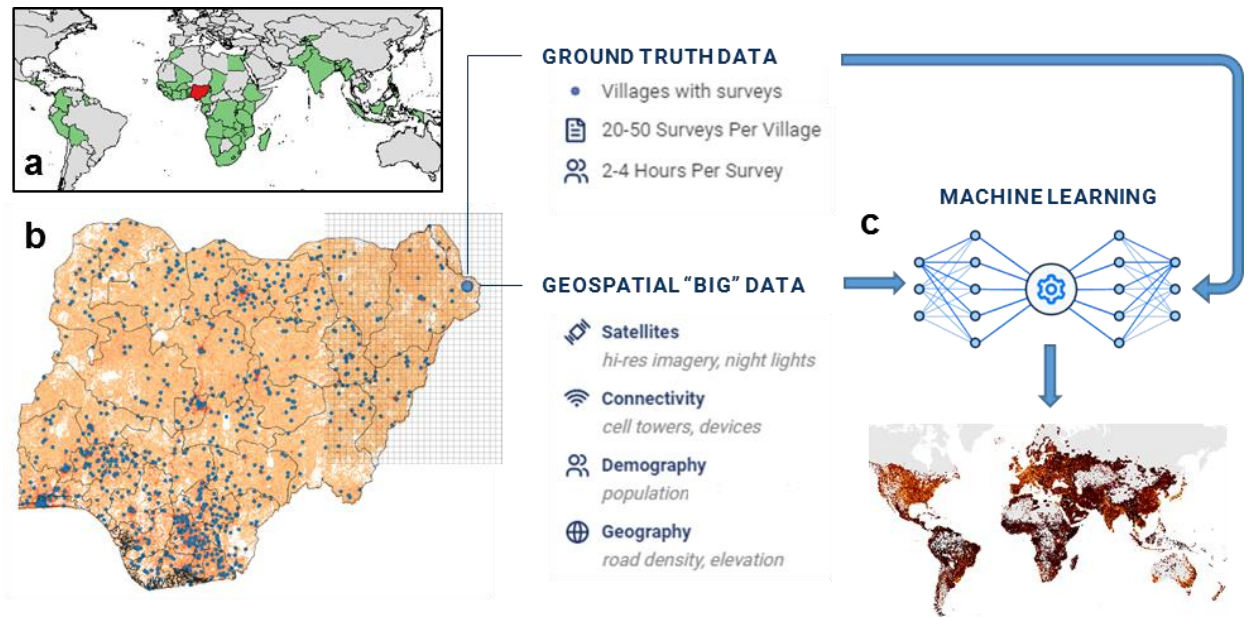 a
GROUND TRUTH DATA
Villages with surveys
20-50 Surveys Per Village
2-4 Hours Per Survey
b
GEOSPATIAL “BIG” DATA
Satellites
hi-res imagery, night lights
Connectivity
cell towers, devices
Demography
population
Geography
road density, elevation
MACHINE LEARNING
c